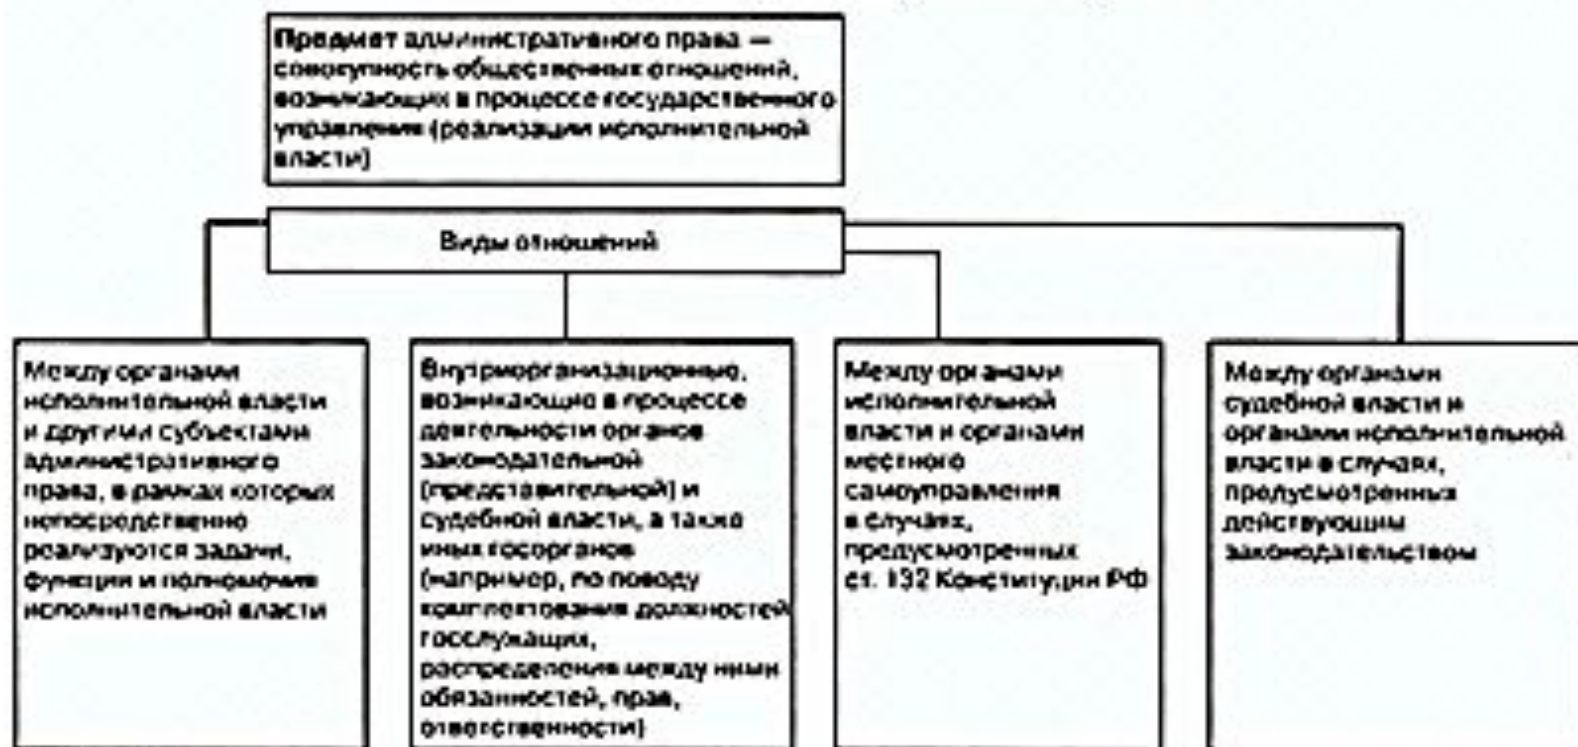 Предмет административного права —
совокупность общественных отношений,
возникающих в процессе государственного
управления (реализации исполнительной
власти)
Виды отношений
Между органами
исполнительной власти
и другими субъектами
административного
права, в рамках которых
непосредственно
реализуются задачи,
функции и полномочия
исполнительной власти
Внутриорганизационные,
возникающие в процессе
деятельности органов
законодательной
(представительной) и
судебной власти, а также
иных госорганов
(например, по поводу
комплектования должностей
госслужащих,
распределения между ними
обязанностей, прав,
ответственности)
Между органами
исполнительной
власти и органами
местного
самоуправления
в случаях,
предусмотренных
ст. 132 Конституции РФ
Между органами
судебной власти и
органами исполнительной
власти в случаях,
предусмотренных
действующим
законодательством